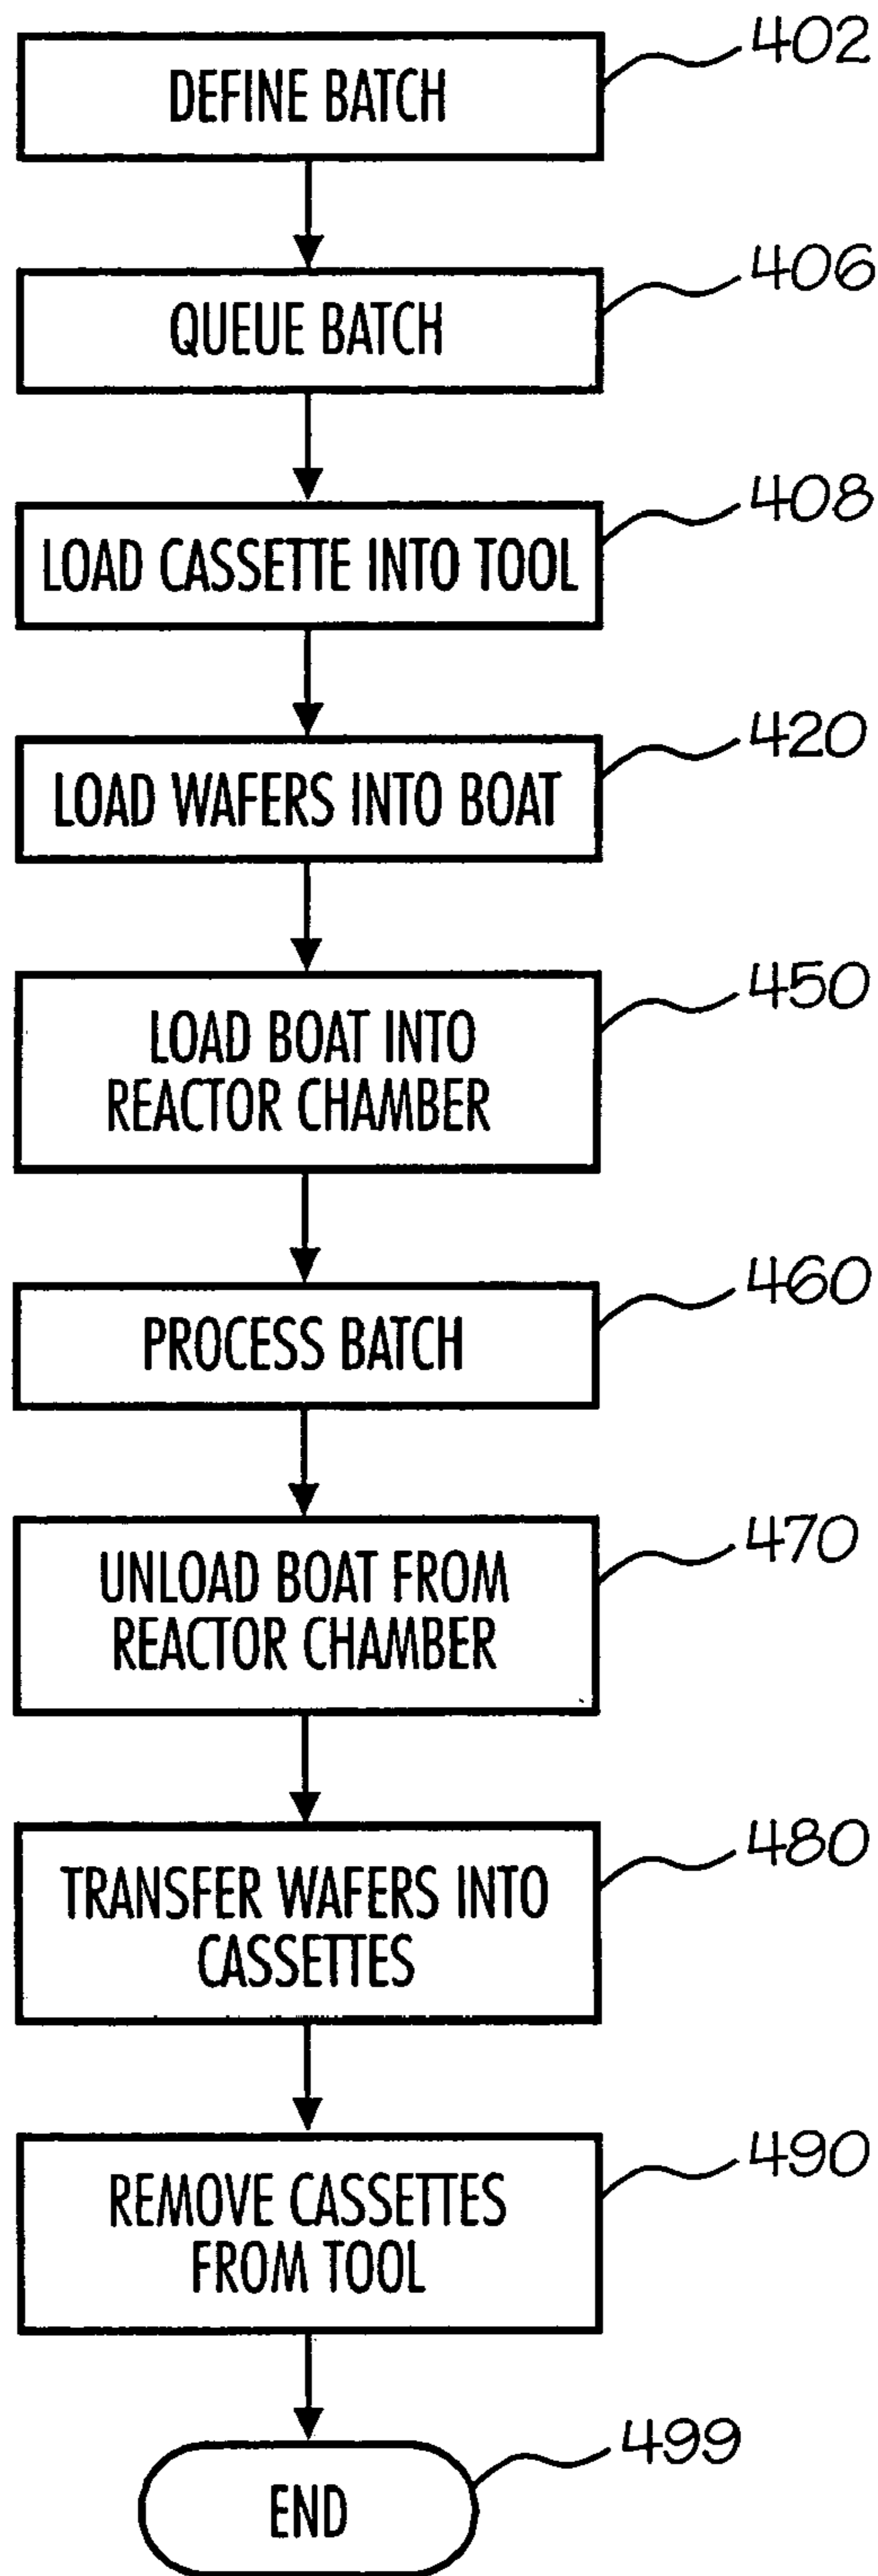 DEFINE BATCH
402
QUEUE BATCH
406
LOAD CASSETTE INTO TOOL
408
LOAD WAFERS INTO BOAT
420
LOAD BOAT INTO
REACTOR CHAMBER
450
PROCESS BATCH
460
UNLOAD BOAT FROM
REACTOR CHAMBER
470
TRANSFER WAFERS INTO
CASSETTES
480
REMOVE CASSETTES
FROM TOOL
490
END
499